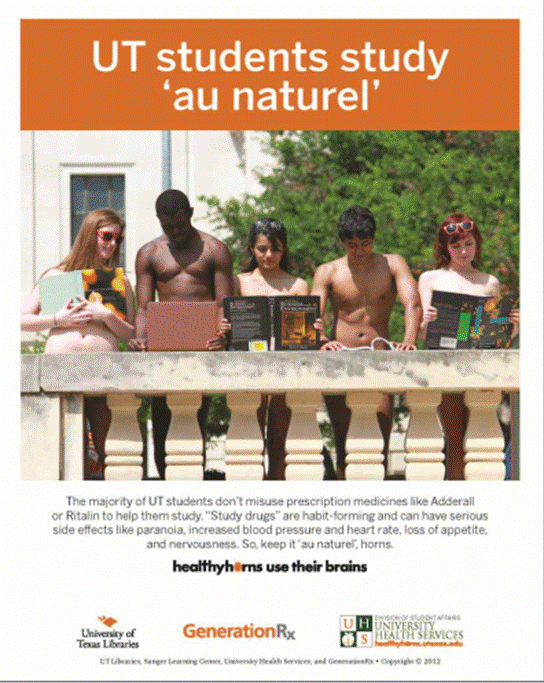 UT students study
'au naturel'
The majority of UT students don't misuse prescription medicines like Adderall
or Ritalin to help them study. "Study drugs" are habit-forming and can have serious
side effects like paranoia, increased blood pressure and heart rate, loss of appetite,
and nervousness. So, keep it 'au naturel', horns.
healthyhorns use their brains
University of
Texas Libraries
GenerationRx
UHS
DIVISION OF STUDENT AFFAIRS
UNIVERSITY
HEALTH SERVICES
healthyhorns.utexas.edu
UT Libraries, Sanger Learning Center, University Health Services, and GenerationRx • Copyright © 2012